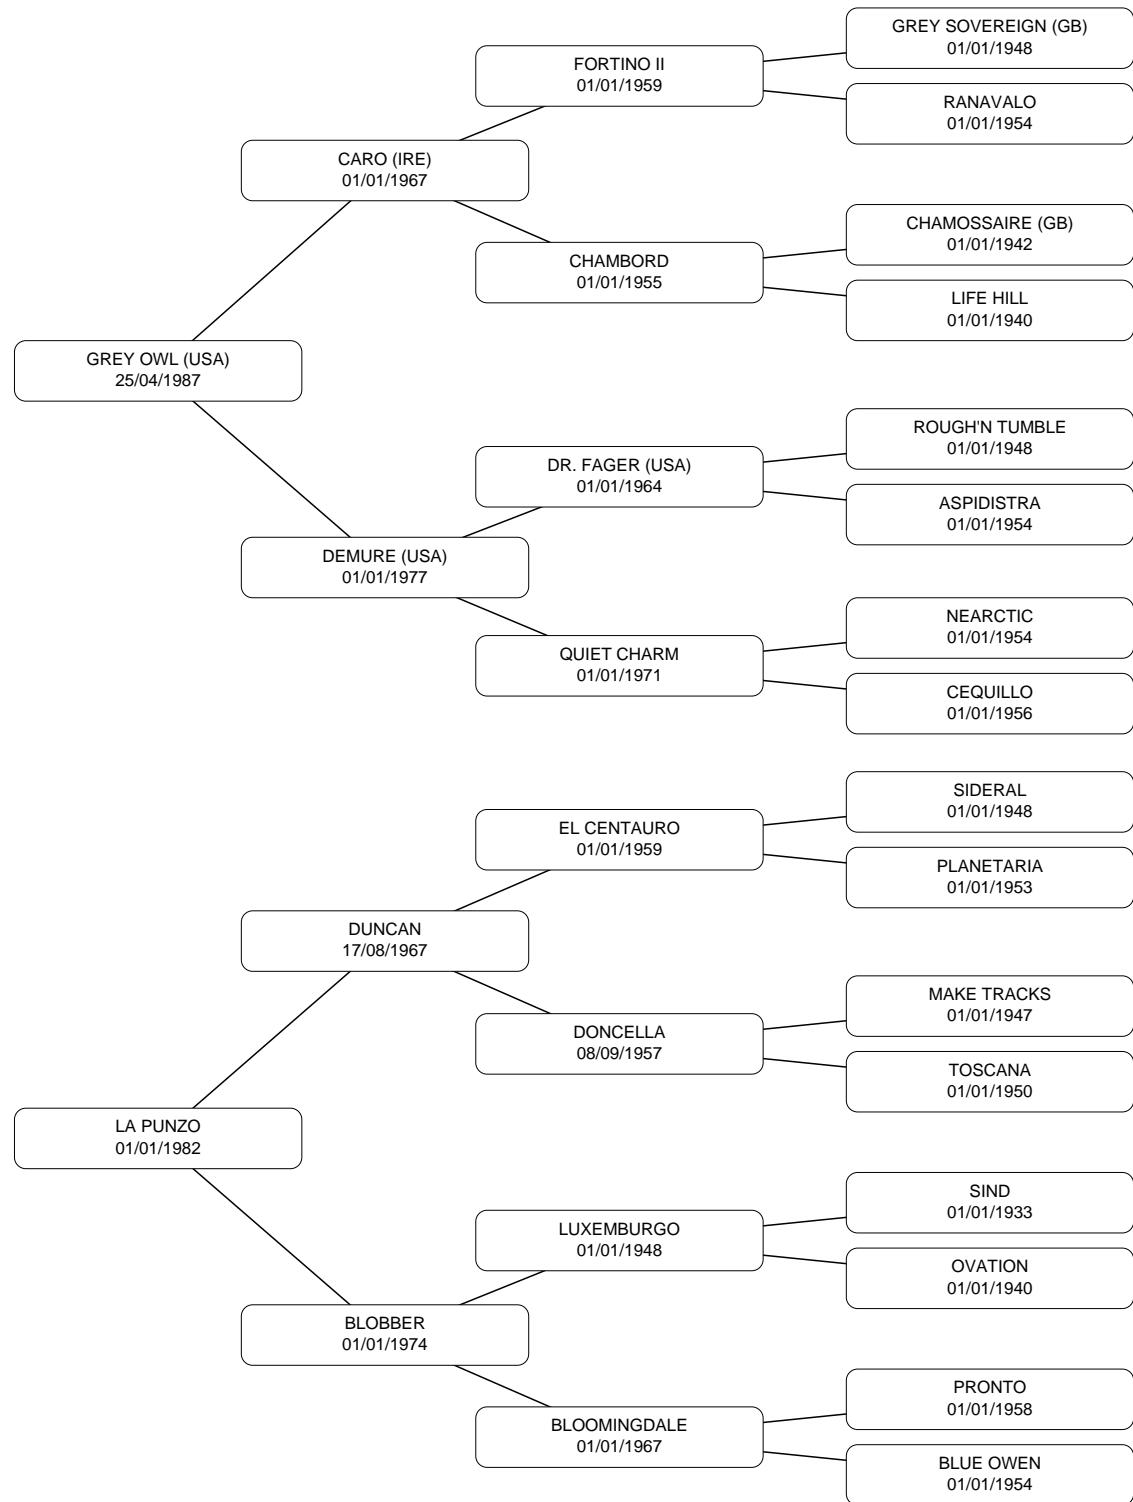 GREY SOVEREIGN (GB)
01/01/1948
FORTINO II
01/01/1959
RANAVALO
01/01/1954
CARO (IRE)
01/01/1967
CHAMOSSAIRE (GB)
01/01/1942
CHAMBORD
01/01/1955
LIFE HILL
01/01/1940
GREY OWL (USA)
25/04/1987
ROUGH'N TUMBLE
01/01/1948
DR. FAGER (USA)
01/01/1964
ASPIDISTRA
01/01/1954
DEMURE (USA)
01/01/1977
NEARCTIC
01/01/1954
QUIET CHARM
01/01/1971
CEQUILLO
01/01/1956
SIDERAL
01/01/1948
EL CENTAURO
01/01/1959
PLANETARIA
01/01/1953
DUNCAN
17/08/1967
MAKE TRACKS
01/01/1947
DONCELLA
08/09/1957
TOSCANA
01/01/1950
LA PUNZO
01/01/1982
SIND
01/01/1933
LUXEMBURGO
01/01/1948
OVATION
01/01/1940
BLOBBER
01/01/1974
PRONTO
01/01/1958
BLOOMINGDALE
01/01/1967
BLUE OWEN
01/01/1954